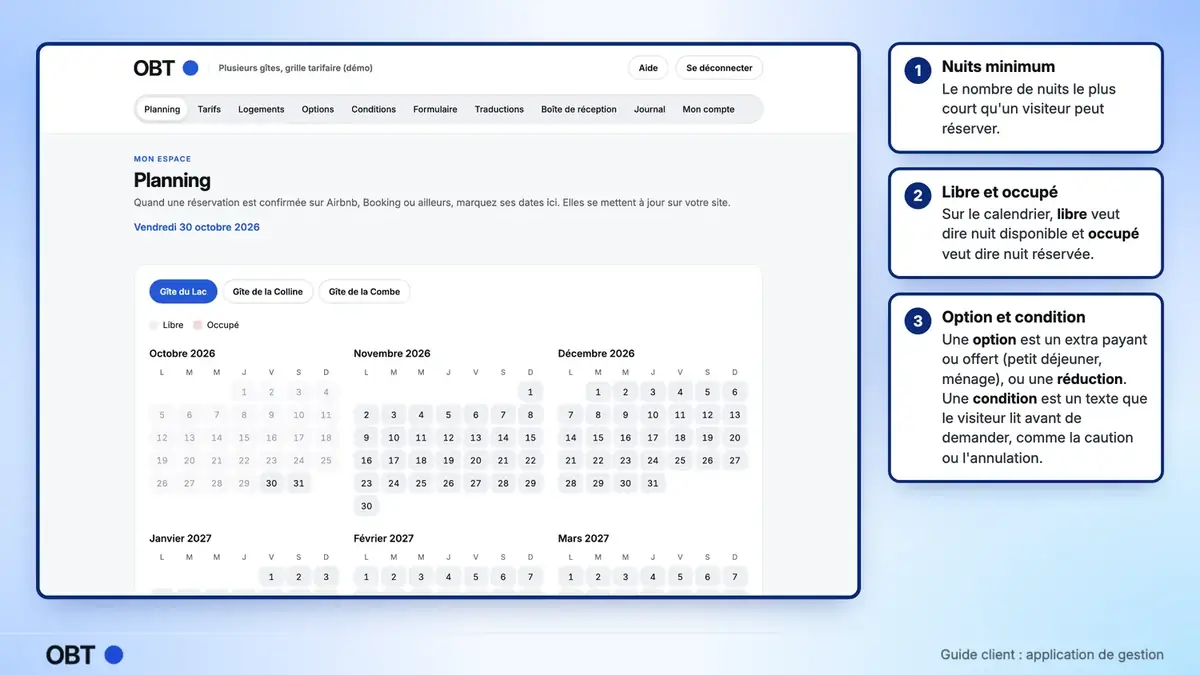 OBT
Plusieurs gîtes, grille tarifaire (démo)
Aide
Se déconnecter
Planning
Tarifs
Logements
Options
Conditions
Formulaire
Traductions
Boîte de réception
Journal
Mon compte
MON ESPACE
Planning
Quand une réservation est confirmée sur Airbnb, Booking ou ailleurs, marquez ses dates ici. Elles se mettent à jour sur votre site.
Vendredi 30 octobre 2026
Gîte du Lac
Gîte de la Colline
Gîte de la Combe
Libre
Occupé
Octobre 2026
L M M J V S D
1 2 3 4
5 6 7 8 9 10 11
12 13 14 15 16 17 18
19 20 21 22 23 24 25
26 27 28 29 30 31
Novembre 2026
L M M J V S D
1
2 3 4 5 6 7 8
9 10 11 12 13 14 15
16 17 18 19 20 21 22
23 24 25 26 27 28 29
30
Décembre 2026
L M M J V S D
1 2 3 4 5 6
7 8 9 10 11 12 13
14 15 16 17 18 19 20
21 22 23 24 25 26 27
28 29 30 31
Janvier 2027
L M M J V S D
1 2 3
Février 2027
L M M J V S D
1 2 3 4 5 6 7
Mars 2027
L M M J V S D
1 2 3 4 5 6 7
1
Nuits minimum
Le nombre de nuits le plus
court qu'un visiteur peut
réserver.
2
Libre et occupé
Sur le calendrier, libre veut
dire nuit disponible et occupé
veut dire nuit réservée.
3
Option et condition
Une option est un extra payant
ou offert (petit déjeuner,
ménage), ou une réduction.
Une condition est un texte que
le visiteur lit avant de
demander, comme la caution
ou l'annulation.
OBT
Guide client : application de gestion